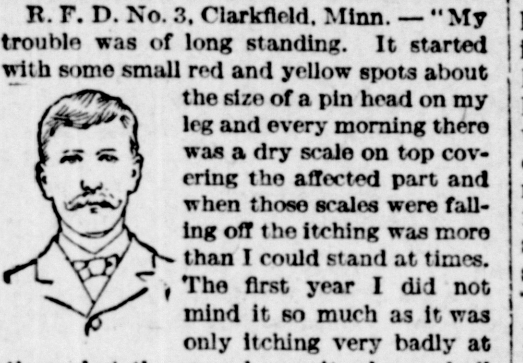 R. F. D. No. 3, Clarkfield, Minn. — "My
trouble was of long standing. It started
with some small red and yellow spots about
the size of a pin head on my
leg and every morning there
was a dry scale on top cov-
ering the affected part and
when those scales were fall-
ing off the itching was more
than I could stand at times.
The first year I did not
mind it so much as it was
only itching very badly at